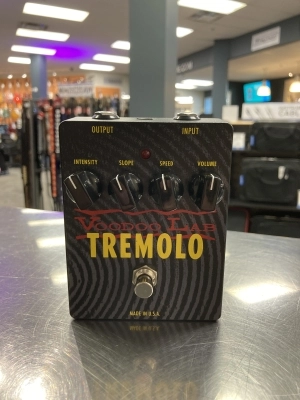 OUTPUT INPUT
INTENSITY SLOPE SPEED VOLUME
VOODOO LAB
TREMOLO
MADE IN U.S.A.